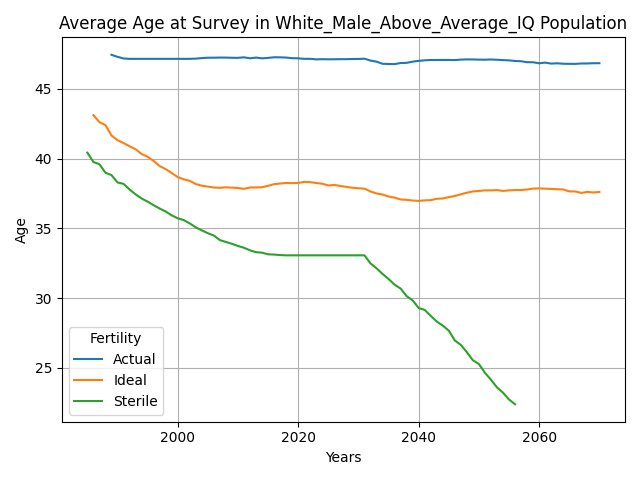 Average Age at Survey in White_Male_Above_Average_IQ Population
Age
45
40
35
30
25
Fertility
Actual
Ideal
Sterile
2000
2020
2040
2060
Years